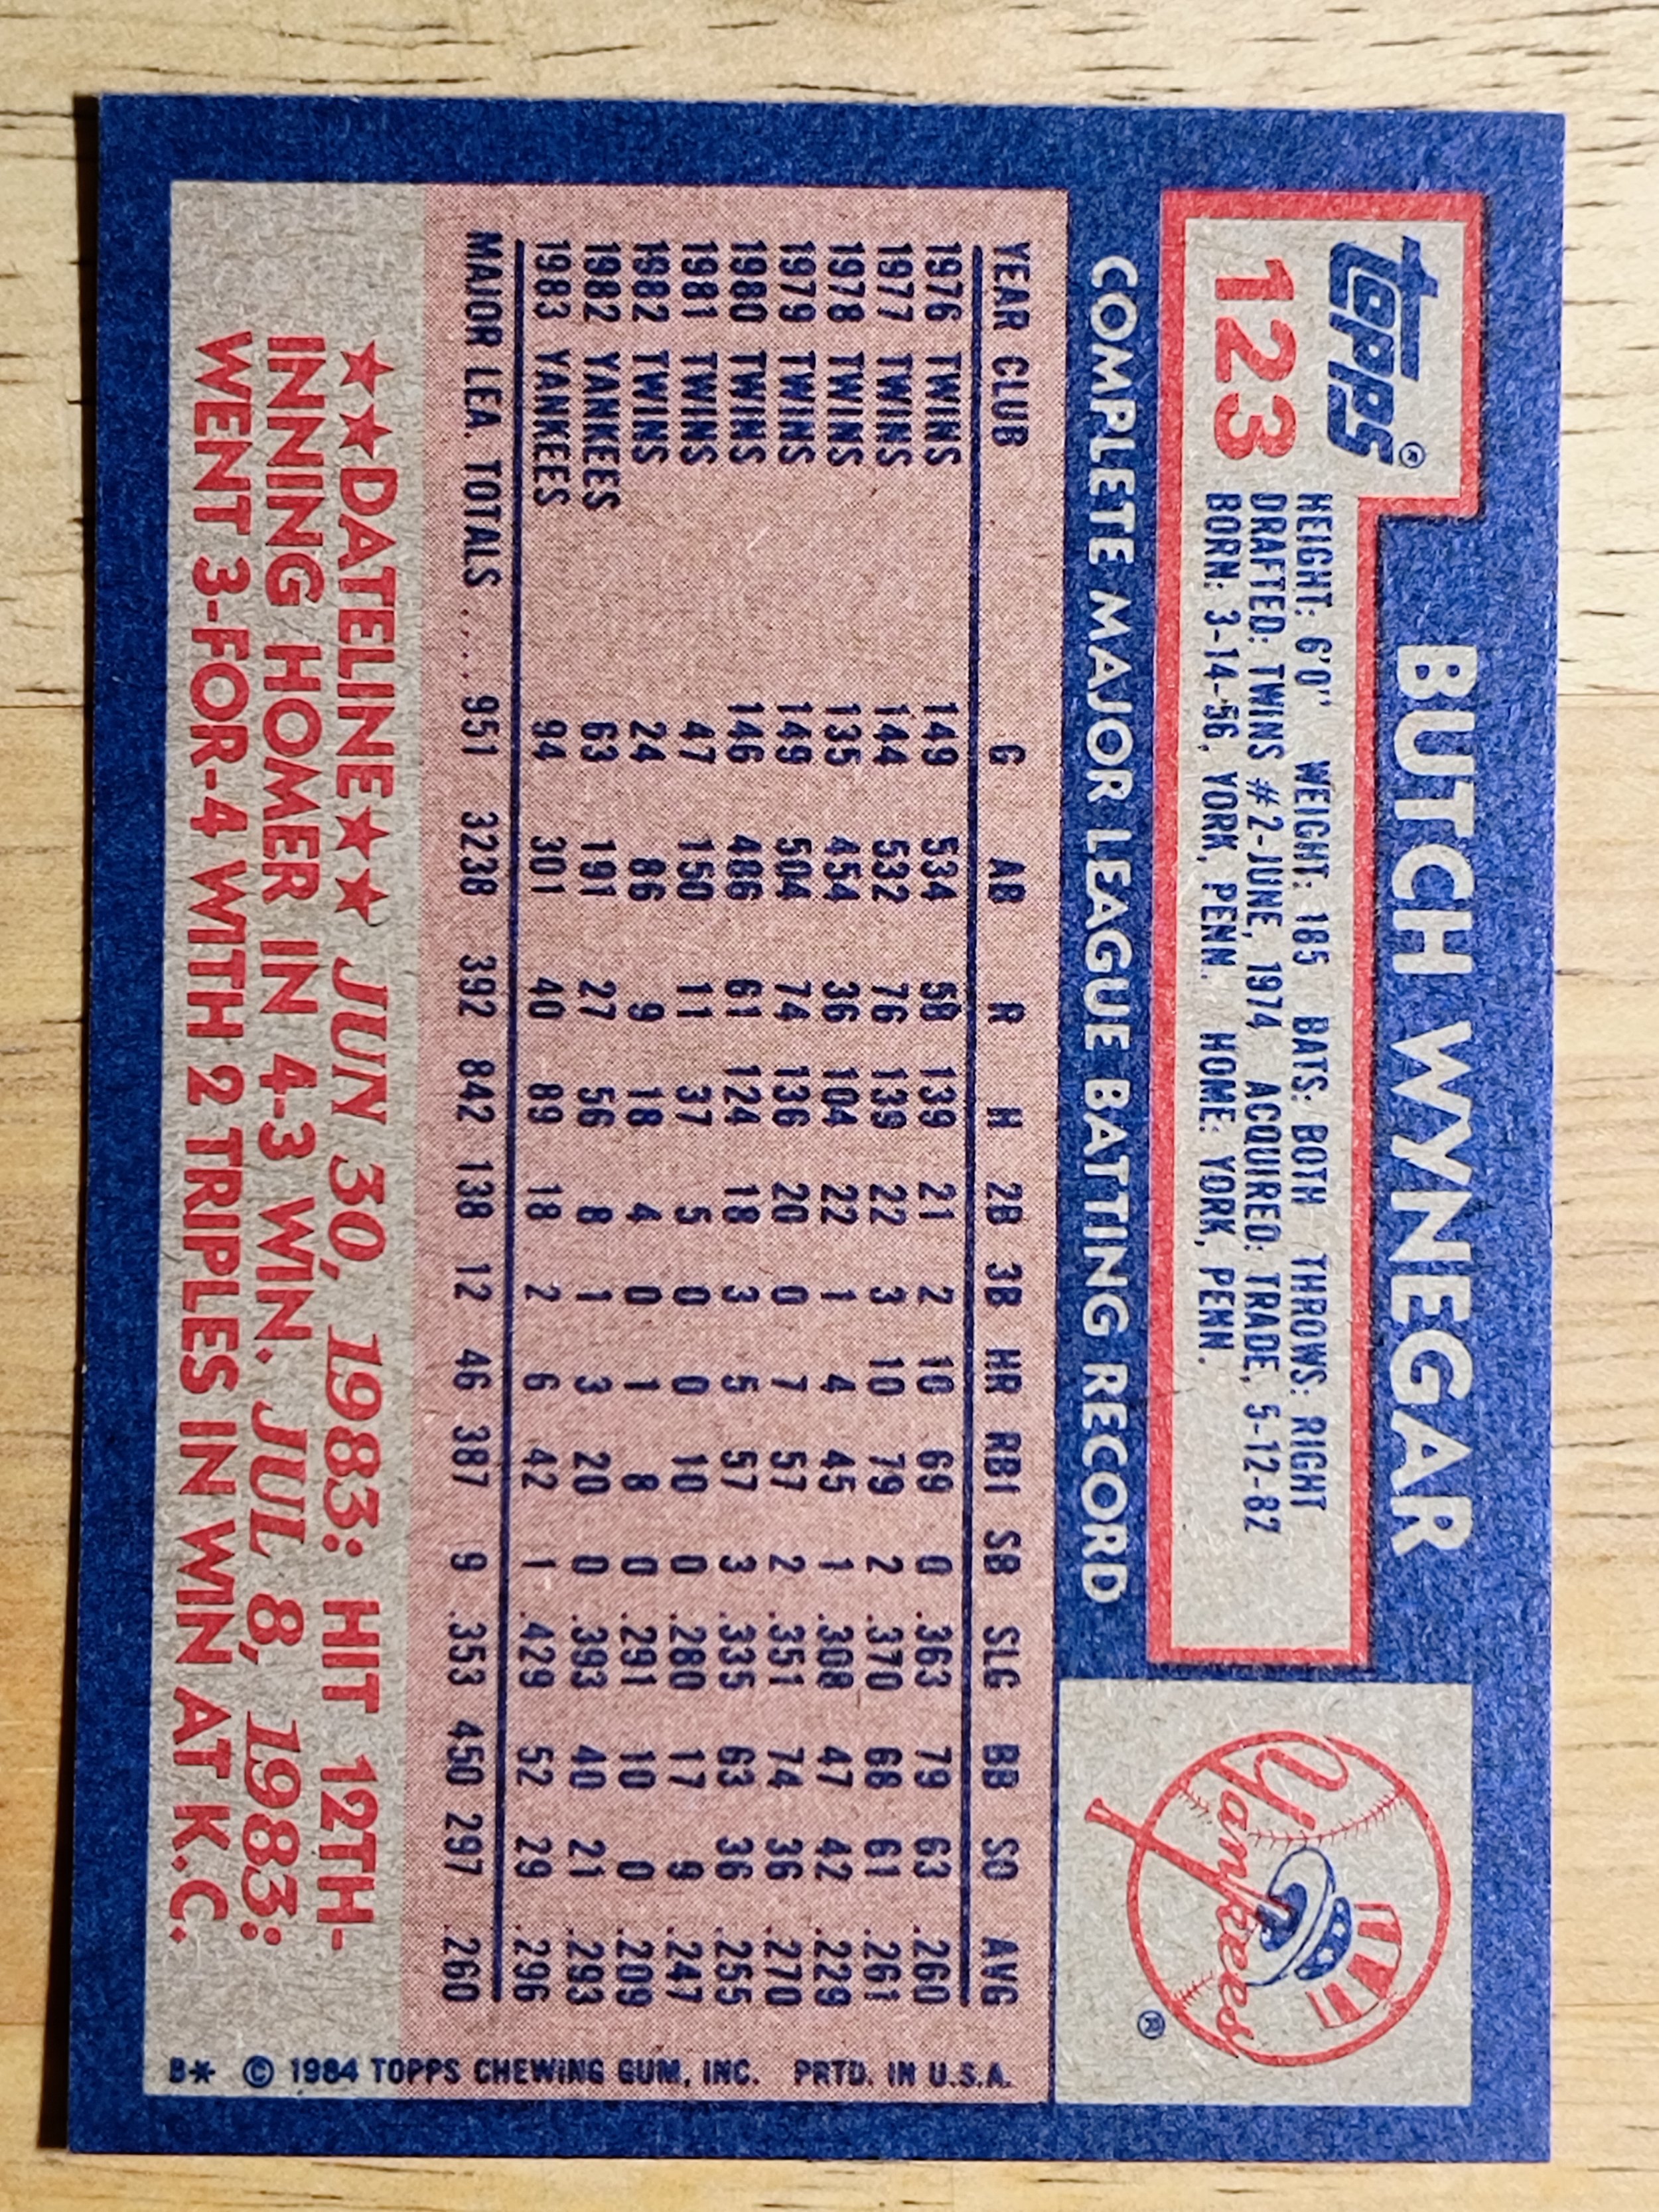 BUTCH WYNEGAR
topps®
123
HEIGHT: 6'0" WEIGHT: 185 BATS: BOTH THROWS: RIGHT
DRAFTED: TWINS #2-JUNE, 1974 ACQUIRED: TRADE, 5-12-82
BORN: 3-14-56, YORK, PENN. HOME: YORK, PENN.
Yankees ®
COMPLETE MAJOR LEAGUE BATTING RECORD
YEAR CLUB G AB R H 2B 3B HR RBI SB SLG BB SO AVG
1976 TWINS 149 534 58 139 21 2 10 69 0 .363 79 63 .260
1977 TWINS 144 532 76 139 22 3 10 79 2 .370 68 61 .261
1978 TWINS 135 454 36 104 22 1 4 45 1 .308 47 42 .229
1979 TWINS 149 504 74 136 20 0 7 57 2 .351 74 36 .270
1980 TWINS 146 486 61 124 18 3 5 57 3 .335 63 36 .255
1981 TWINS 47 150 11 37 5 0 0 10 0 .280 17 9 .247
1982 TWINS 24 86 9 18 4 0 1 8 0 .291 10 0 .209
1982 YANKEES 63 191 27 56 8 1 3 20 0 .393 40 21 .293
1983 YANKEES 94 301 40 89 18 2 6 42 1 .429 52 29 .296
MAJOR LEA. TOTALS .... 951 3238 392 842 138 12 46 387 9 .353 450 297 .260
★★DATELINE★★ JUN 30, 1983: HIT 12TH-
INNING HOMER IN 4-3 WIN. JUL 8, 1983:
WENT 3-FOR-4 WITH 2 TRIPLES IN WIN AT K.C.
B* © 1984 TOPPS CHEWING GUM, INC. PRTD. IN U.S.A.